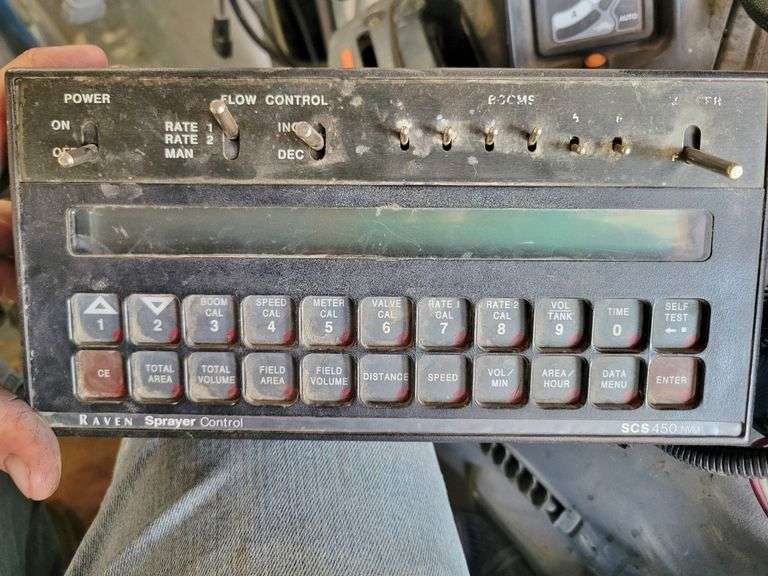 AUTO
POWER
FLOW CONTROL
BOOMS
ON
RATE 1
RATE 2
MAN
DEC
5
6
1
2
BOOM CAL 3
SPEED CAL 4
METER CAL 5
VALVE CAL 6
RATE 1 CAL 7
RATE 2 CAL 8
VOL TANK 9
TIME 0
SELF TEST
CE
TOTAL AREA
TOTAL VOLUME
FIELD AREA
FIELD VOLUME
DISTANCE
SPEED
VOL/ MIN
AREA/ HOUR
DATA MENU
ENTER
RAVEN Sprayer Control
SCS 450 NVM